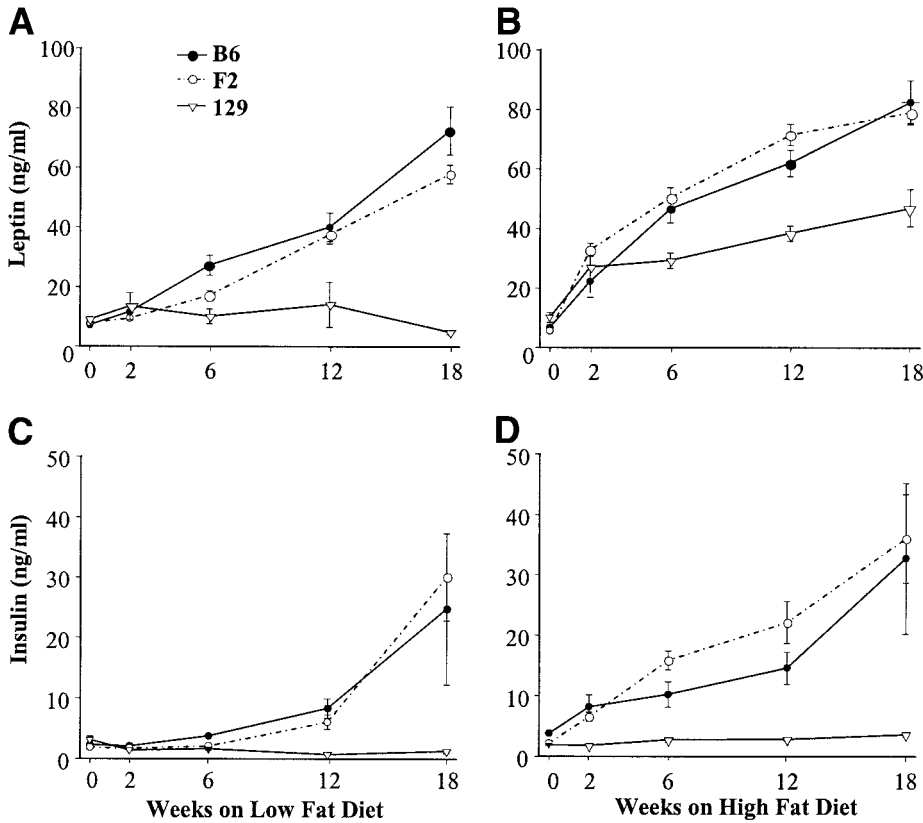 A
B
B6
F2
129
Leptin (ng/ml)
100
80
60
40
20
0
0 2 6 12 18
100
80
60
40
20
0
0 2 6 12 18
C
D
Insulin (ng/ml)
50
40
30
20
10
0
0 2 6 12 18
Weeks on Low Fat Diet
50
40
30
20
10
0
0 2 6 12 18
Weeks on High Fat Diet